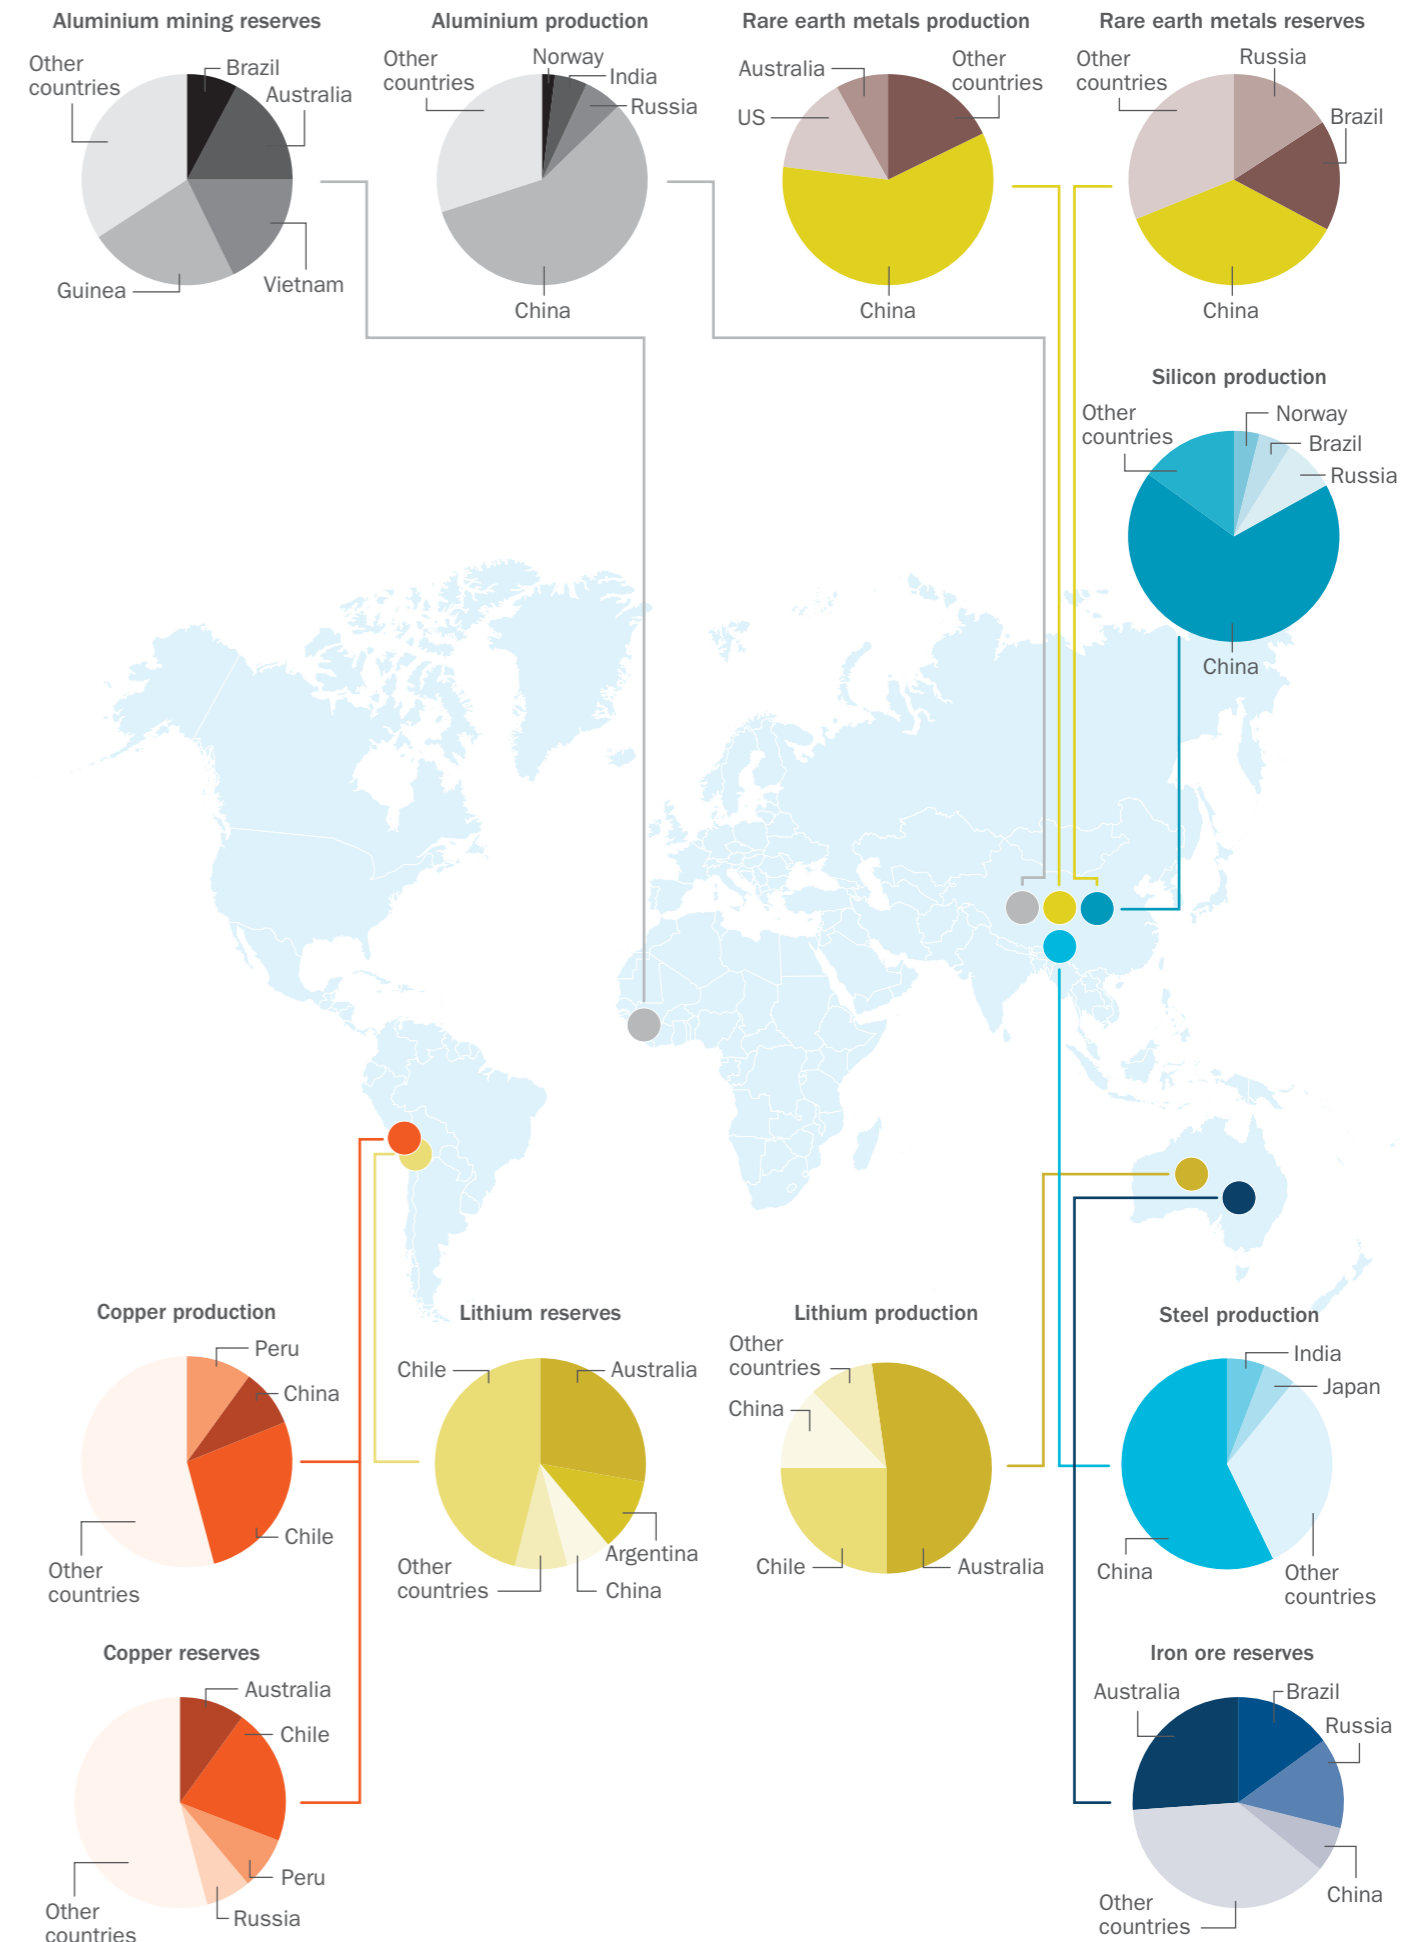 Aluminium mining reserves
Other
countries
Brazil
Australia
Guinea
Vietnam
Aluminium production
Other
countries
Norway
India
Russia
China
Rare earth metals production
Australia
Other
countries
US
China
Rare earth metals reserves
Other
countries
Russia
Brazil
China
Silicon production
Other
countries
Norway
Brazil
Russia
China
Copper production
Peru
China
Chile
Other
countries
Lithium reserves
Chile
Australia
Argentina
Other
countries
China
Lithium production
Other
countries
China
Chile
Australia
Steel production
India
Japan
China
Other
countries
Copper reserves
Australia
Chile
Peru
Other
countries
Russia
Iron ore reserves
Australia
Brazil
Russia
China
Other
countries